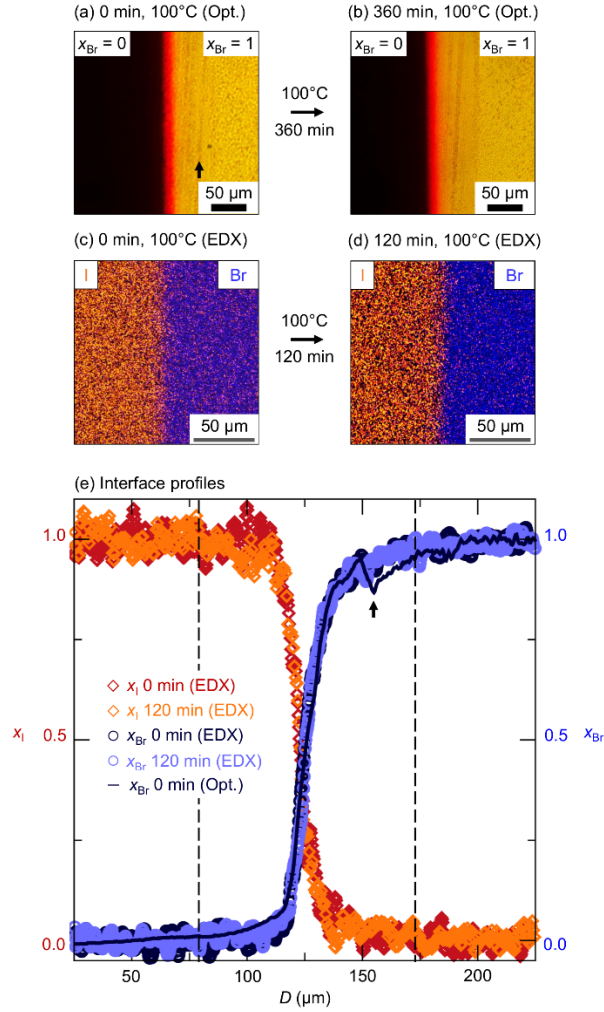 (a) 0 min, 100°C (Opt.)
x_Br = 0
x_Br = 1
50 µm
100°C
360 min
(b) 360 min, 100°C (Opt.)
x_Br = 0
x_Br = 1
50 µm
(c) 0 min, 100°C (EDX)
I
Br
50 µm
100°C
120 min
(d) 120 min, 100°C (EDX)
I
Br
50 µm
(e) Interface profiles
1.0
0.5
0.0
x_I
x_I 0 min (EDX)
x_I 120 min (EDX)
x_Br 0 min (EDX)
x_Br 120 min (EDX)
x_Br 0 min (Opt.)
1.0
0.5
0.0
x_Br
50 100 150 200
D (µm)